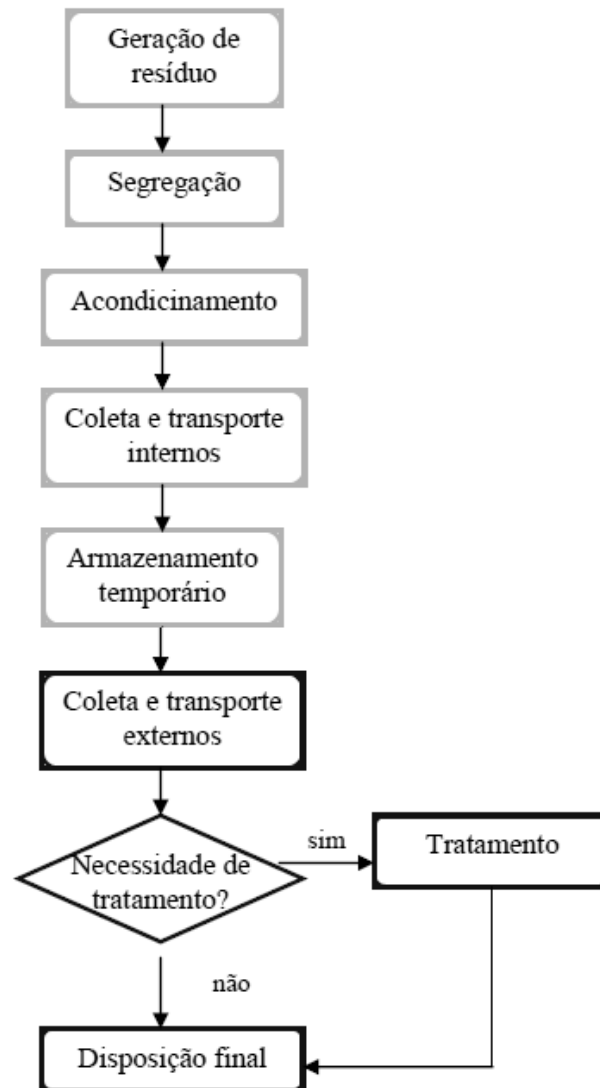 Geração de
resíduo
Segregação
Acondicinamento
Coleta e transporte
internos
Armazenamento
temporário
Coleta e transporte
externos
Necessidade de
tratamento?
sim
Tratamento
não
Disposição final